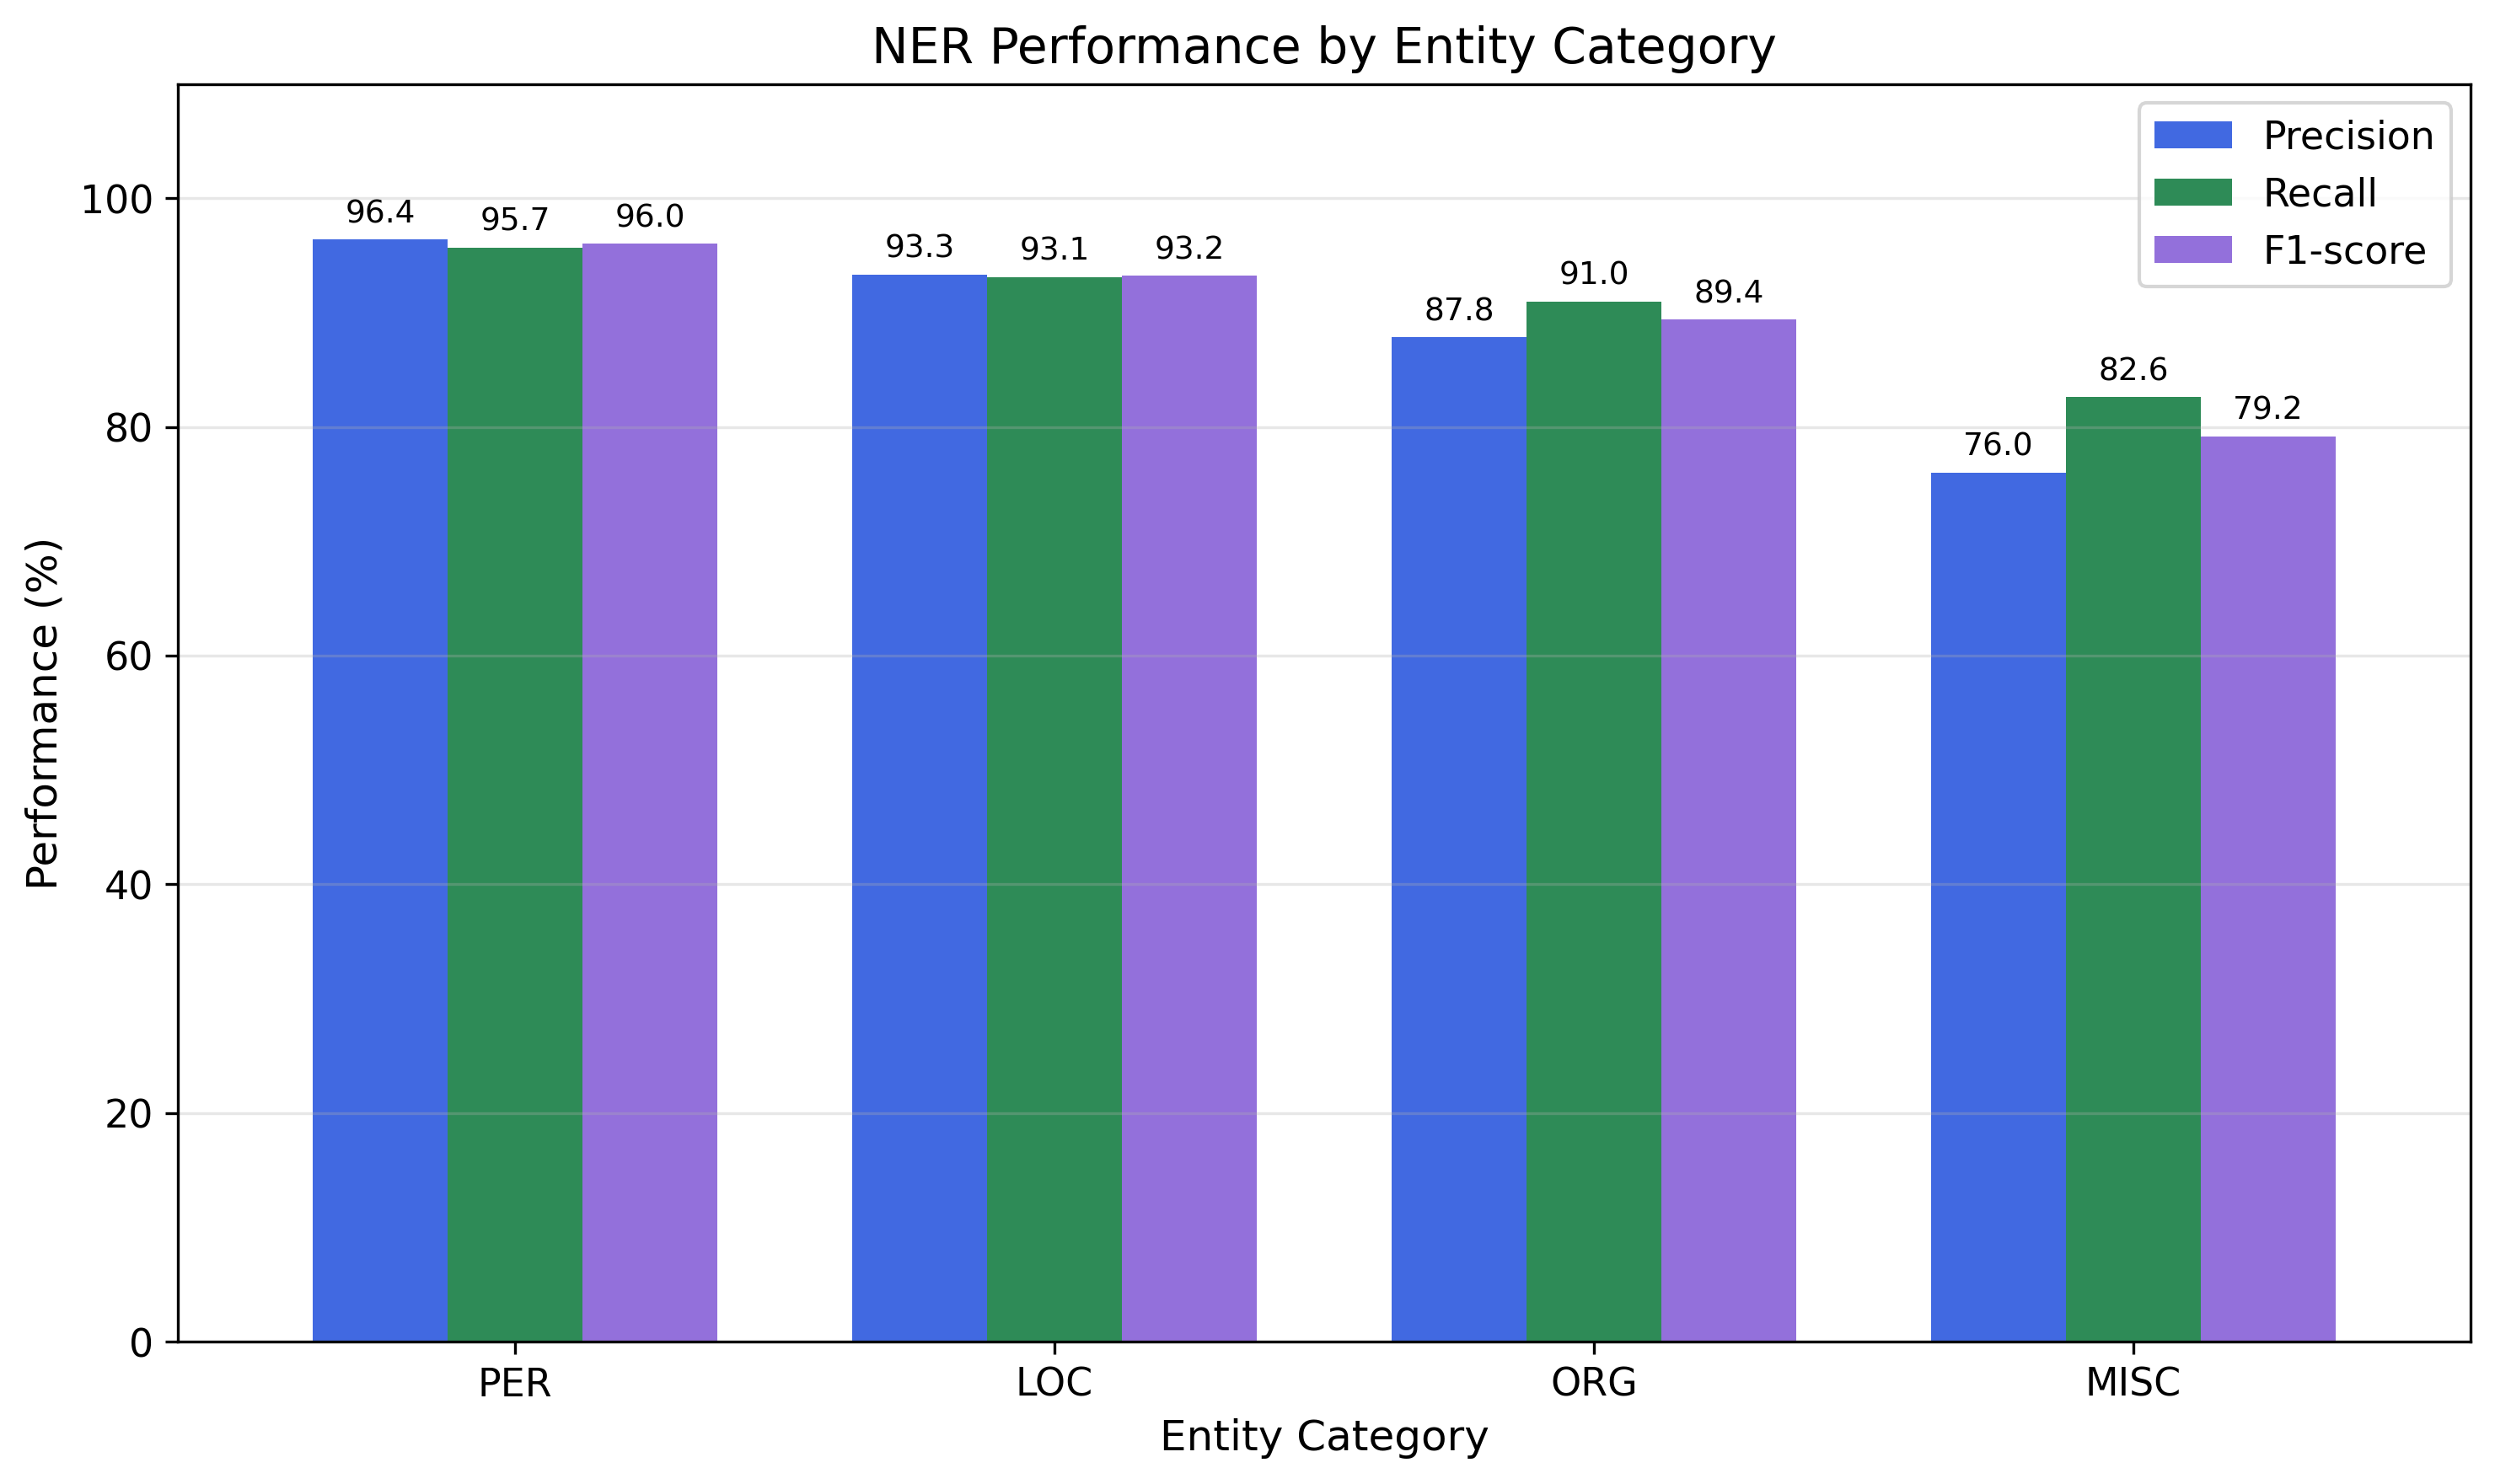 NER Performance by Entity Category
Performance (%)
100
80
60
40
20
0
96.4
95.7
96.0
93.3
93.1
93.2
87.8
91.0
89.4
76.0
82.6
79.2
Precision
Recall
F1-score
PER
LOC
ORG
MISC
Entity Category